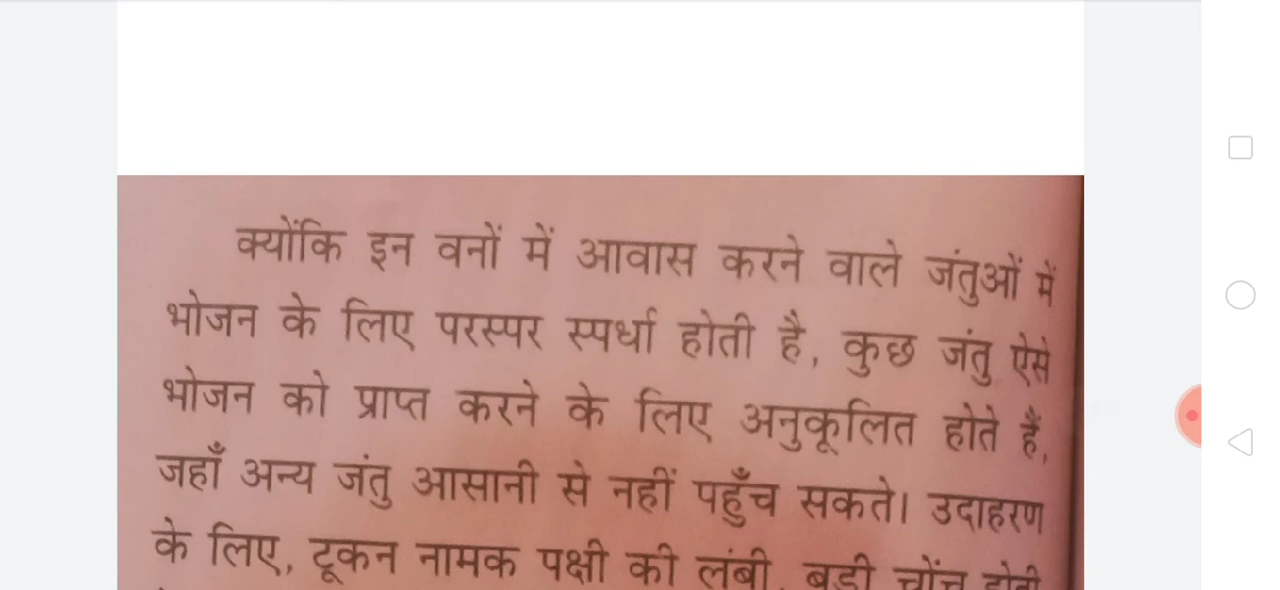 क्योंकि इन वनों में आवास करने वाले जंतुओं में
भोजन के लिए परस्पर स्पर्धा होती है, कुछ जंतु ऐसे
भोजन को प्राप्त करने के लिए अनुकूलित होते हैं,
जहाँ अन्य जंतु आसानी से नहीं पहुँच सकते। उदाहरण
के लिए, टूकन नामक पक्षी की लंबी, बड़ी चोंच होती